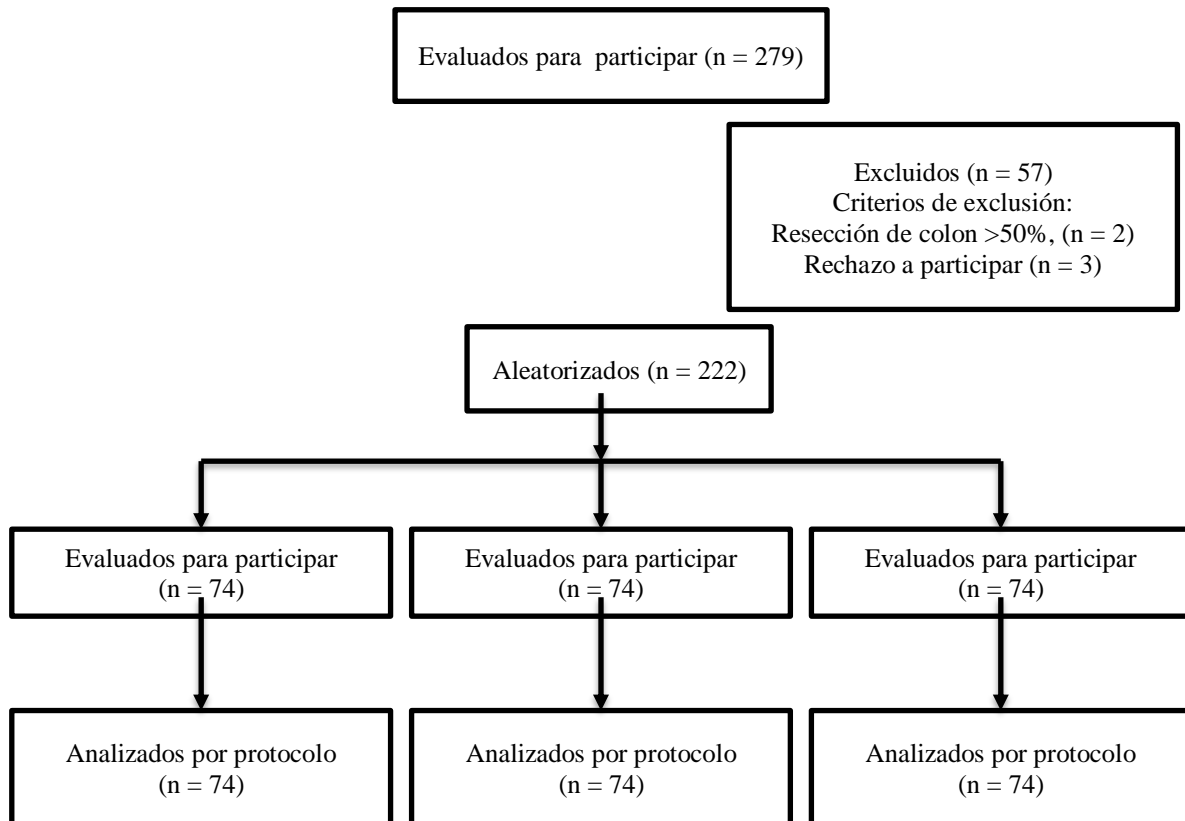 Evaluados para  participar (n = 279)
Excluidos (n = 57)
Criterios de exclusión:
Resección de colon >50%, (n = 2)
Rechazo a participar (n = 3)
Aleatorizados (n = 222)
Evaluados para participar
(n = 74)
Evaluados para participar
(n = 74)
Evaluados para participar
(n = 74)
Analizados por protocolo
(n = 74)
Analizados por protocolo
(n = 74)
Analizados por protocolo
(n = 74)